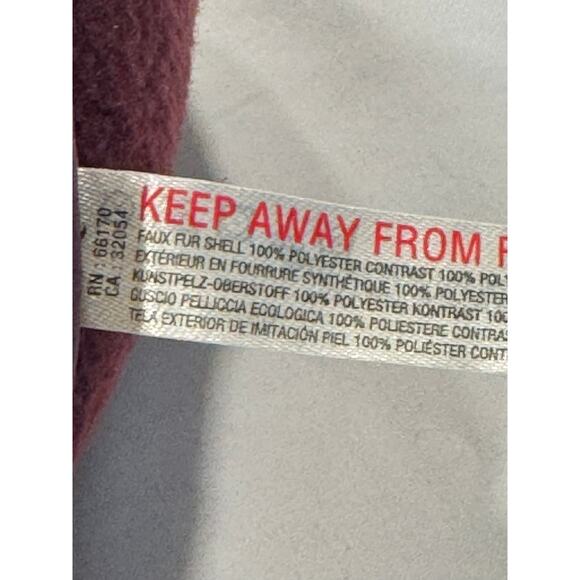 RN 66170
CA : 32054
KEEP AWAY FROM
FAUX FUR SHELL 100% POLYESTER CONTRAST 100%
EXTÉRIEUR EN FOURRURE SYNTHÉTIQUE 100% POLYESTER
KUNSTPELZ-OBERSTOFF 100% POLYESTER KONTRAST
GUSCIO PELLICCIA ECOLOGICA 100% POLIESTERE
TELA EXTERIOR DE IMITACIÓN PIEL 100% POLIÉSTER